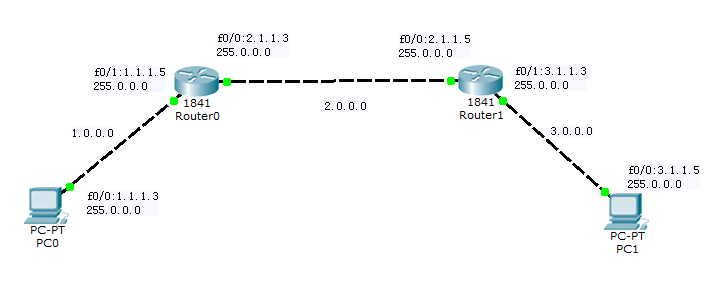 f0/0:2.1.1.3
255.0.0.0
f0/0:2.1.1.5
255.0.0.0
f0/1:1.1.1.5
255.0.0.0
f0/1:3.1.1.3
255.0.0.0
1841
Router0
1841
Router1
2.0.0.0
1.0.0.0
3.0.0.0
f0/0:1.1.1.3
255.0.0.0
f0/0:3.1.1.5
255.0.0.0
PC-PT
PC0
PC-PT
PC1